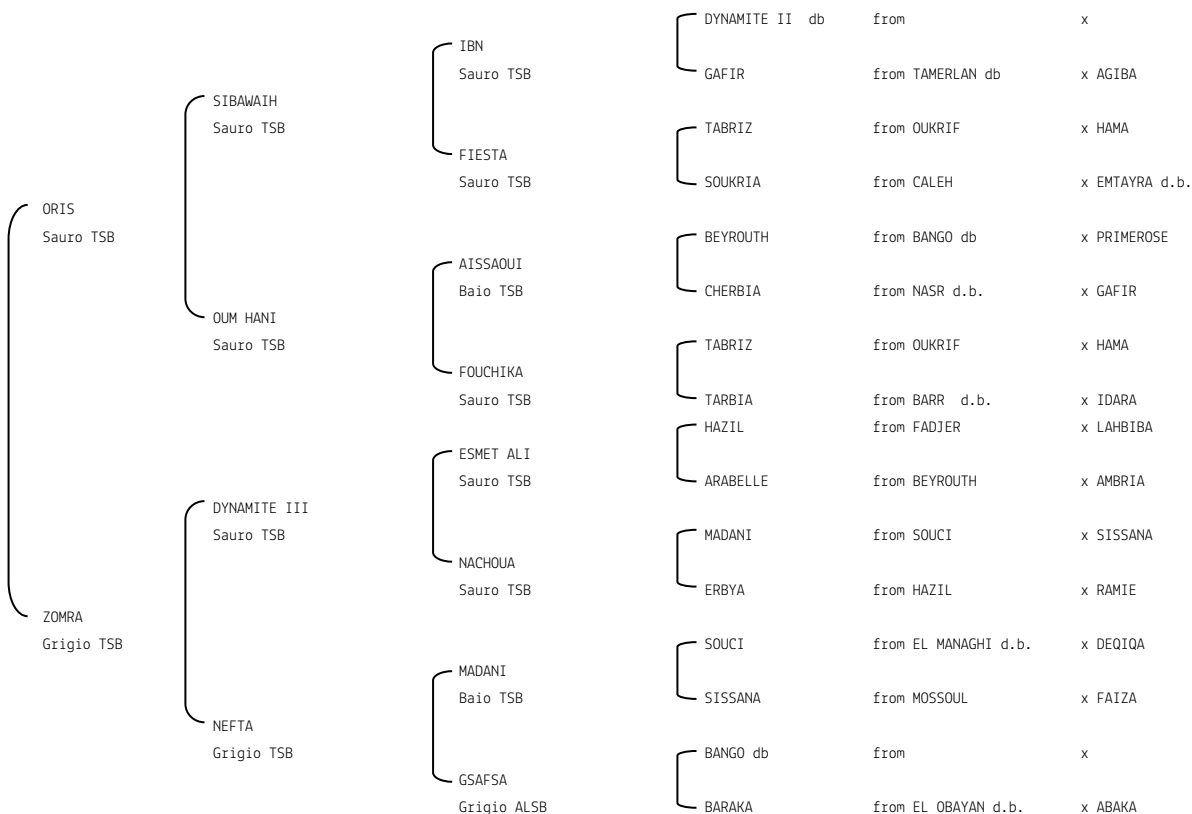 DYNAMITE II db from x
IBN
Sauro TSB GAFIR from TAMERLAN db x AGIBA
SIBAWAIH
Sauro TSB TABRIZ from OUKRIF x HAMA
FIESTA
Sauro TSB SOUKRIA from CALEH x EMTAYRA d.b.
ORIS
Sauro TSB BEYROUTH from BANGO db x PRIMEROSE
AISSAOUI
Baio TSB CHERBIA from NASR d.b. x GAFIR
OUM HANI
Sauro TSB TABRIZ from OUKRIF x HAMA
FOUCHIKA
Sauro TSB TARBIA from BARR d.b. x IDARA
HAZIL from FADJER x LAHBIBA
ESMET ALI
Sauro TSB ARABELLE from BEYROUTH x AMBRIA
DYNAMITE III
Sauro TSB MADANI from SOUCI x SISSANA
NACHOUA
Sauro TSB ERBYA from HAZIL x RAMIE
ZOMRA
Grigio TSB SOUCI from EL MANAGHI d.b. x DEQIQA
MADANI
Baio TSB SISSANA from MOSSOUL x FAIZA
NEFTA
Grigio TSB BANGO db from x
GSAFSA
Grigio ALSB BARAKA from EL OBAYAN d.b. x ABAKA